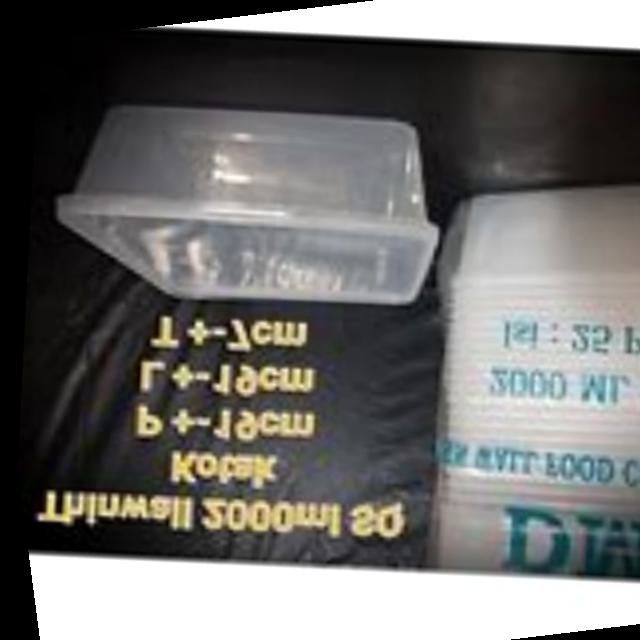 Thinwall 2000ml SQ
Kotak
P +-19cm
L +-19cm
T +-7cm
WALL FOOD
2000 ML
Isi : 25